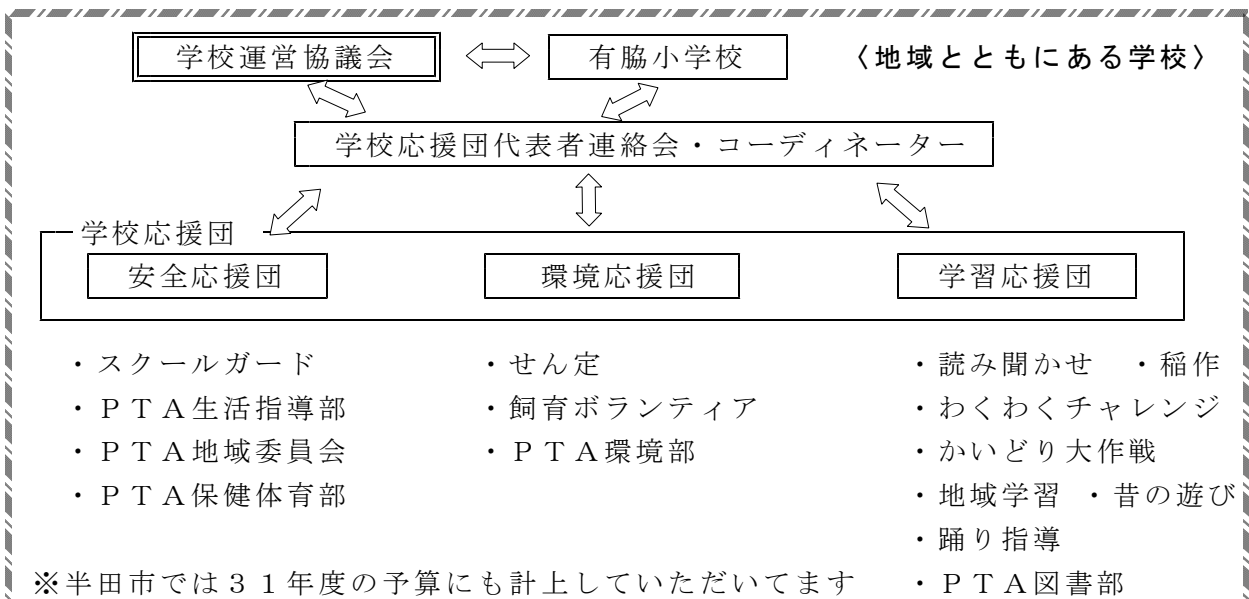 学校運営協議会 有脇小学校 〈地域とともにある学校〉
学校応援団代表者連絡会・コーディネーター
学校応援団
安全応援団 環境応援団 学習応援団
・スクールガード ・せん定 ・読み聞かせ ・稲作
・ＰＴＡ生活指導部 ・飼育ボランティア ・わくわくチャレンジ
・ＰＴＡ地域委員会 ・ＰＴＡ環境部 ・かいどり大作戦
・ＰＴＡ保健体育部 ・地域学習 ・昔の遊び
・踊り指導
※半田市では３１年度の予算にも計上していただいてます ・ＰＴＡ図書部